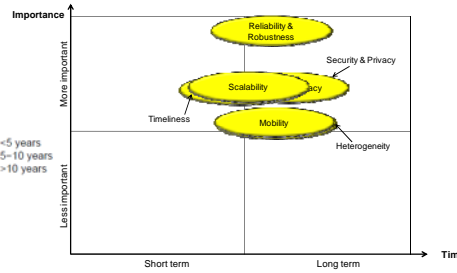 Importance
Reliability &
Robustness
More important
Security & Privacy
Scalability
acy
Timeliness
Mobility
Heterogeneity
<5 years
5-10 years
>10 years
Less important
Short term
Long term
Tim